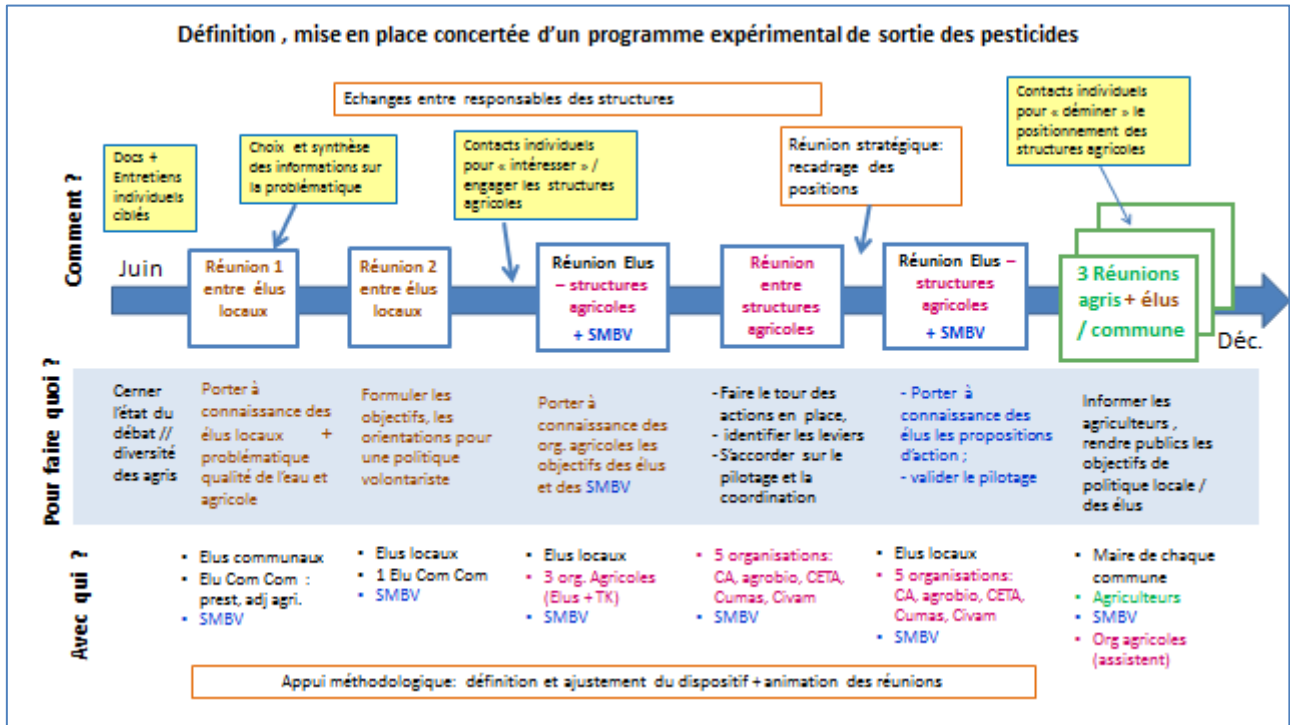 Définition , mise en place concertée d'un programme expérimental de sortie des pesticides
Echanges entre responsables des structures
Contacts individuels
pour « déminer » le
positionnement des
structures agricoles
Docs +
Entretiens
individuels
ciblés
Choix et synthèse
des informations sur
la problématique
Contacts individuels
pour « intéresser » /
engager les structures
agricoles
Réunion stratégique:
recadrage des
positions
Comment ?
Juin
Réunion 1
entre élus
locaux
Réunion 2
entre élus
locaux
Réunion Elus
– structures
agricoles
+ SMBV
Réunion
entre
structures
agricoles
Réunion Elus –
structures
agricoles
+ SMBV
3 Réunions
agris + élus
/ commune
Déc.
Pour faire quoi ?
Cerner
l'état du
débat //
diversité
des agris
Porter à
connaissance des
élus locaux +
problématique
qualité de l'eau et
agricole
Formuler les
objectifs, les
orientations pour
une politique
volontariste
Porter à
connaissance des
org. agricoles les
objectifs des élus
et des SMBV
-Faire le tour des
actions en place,
- identifier les leviers
-S'accorder sur le
pilotage et la
coordination
- Porter à
connaissance des
élus les propositions
d'action ;
- valider le pilotage
Informer les
agriculteurs ,
rendre publics les
objectifs de
politique locale /
des élus
Avec qui ?
▪ Elus communaux
▪ Elu Com Com :
prest, adj agri.
▪ SMBV
▪ Elus locaux
▪ 1 Elu Com Com
▪ SMBV
▪ Elus locaux
▪ 3 org. Agricoles
(Elus + TK)
▪ SMBV
▪ 5 organisations:
CA, agrobio, CETA,
Cumas, Civam
▪ SMBV
▪ Elus locaux
▪ 5 organisations:
CA, agrobio, CETA,
Cumas, Civam
▪ SMBV
▪ Maire de chaque
commune
▪ Agriculteurs
▪ SMBV
▪ Org agricoles
(assistent)
Appui méthodologique: définition et ajustement du dispositif + animation des réunions